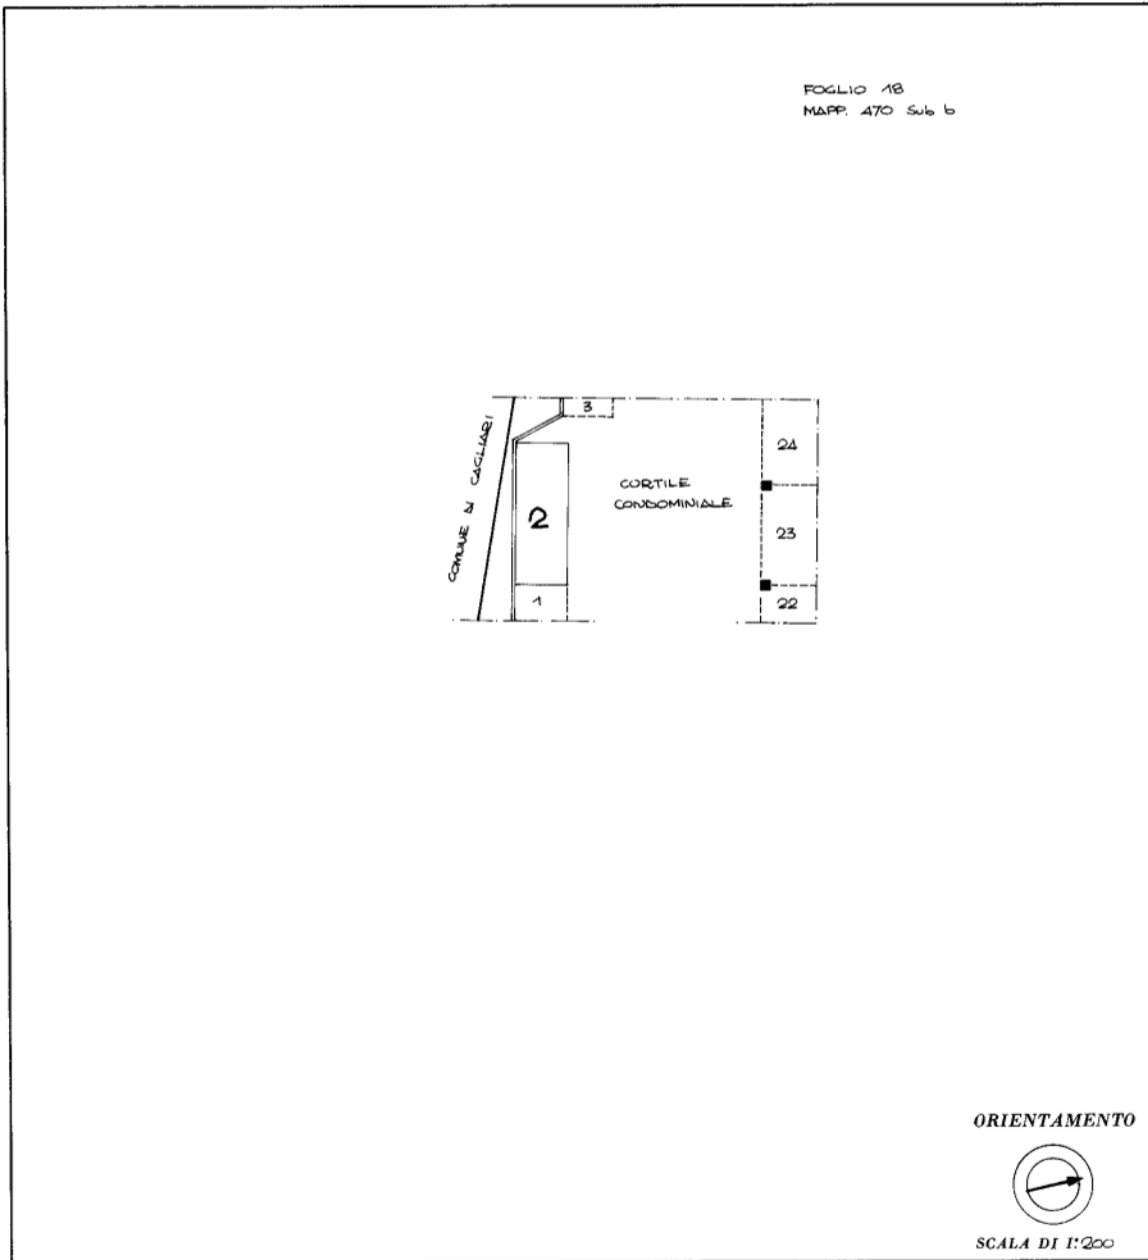 FOGLIO 18
MAPP. 470 Sub b
3
COMUNE DI CAGLIARI
24
CORTILE
CONDOMINIALE
2
23
1
22
ORIENTAMENTO
SCALA DI 1:200